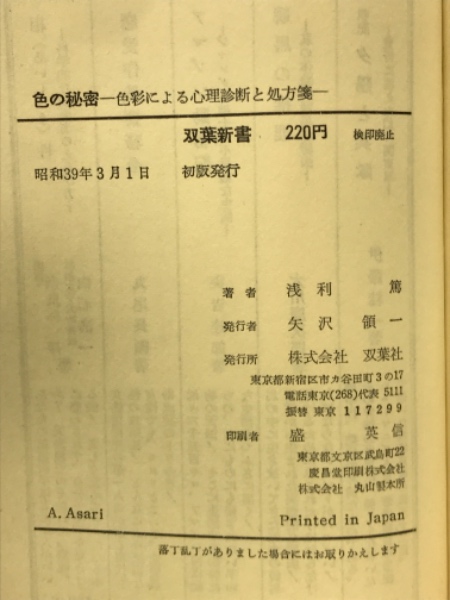 色の秘密―色彩による心理診断と処方箋―
双葉新書 220円 検印廃止
昭和39年3月1日 初版発行
著者 浅利 篤
発行者 矢沢 領一
発行所 株式会社 双葉社
東京都新宿区市カ谷田町3の17
電話東京(268)代表 5111
振替 東京 117299
印刷者 盛 英信
東京都文京区武島町22
慶昌堂印刷株式会社
株式会社 丸山製本所
A. Asari Printed in Japan
落丁乱丁がありました場合にはお取りかえします